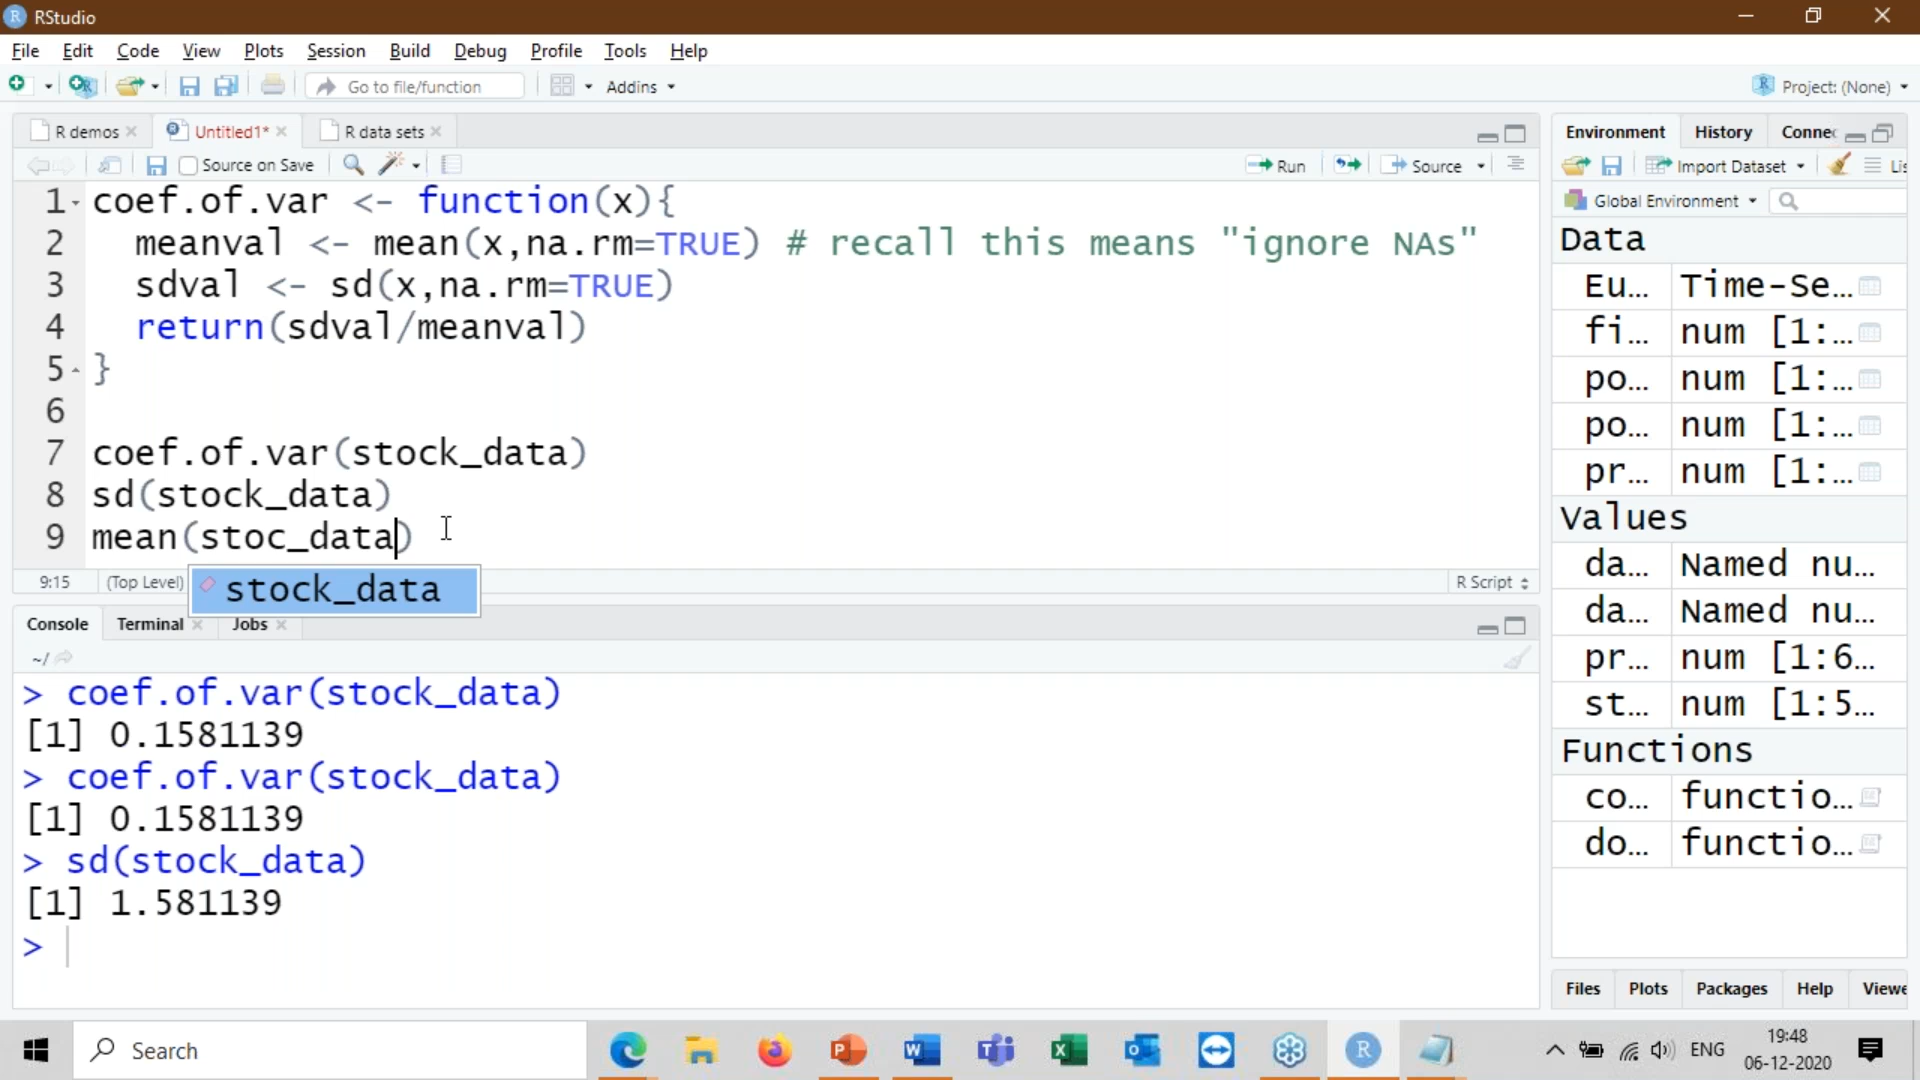 RStudio
File Edit Code View Plots Session Build Debug Profile Tools Help
Go to file/function Addins Project: (None)
R demos Untitled1* R data sets
Source on Save Run Source
1 coef.of.var <- function(x){
2 meanval <- mean(x,na.rm=TRUE) # recall this means "ignore NAs"
3 sdval <- sd(x,na.rm=TRUE)
4 return(sdval/meanval)
5 }
6
7 coef.of.var(stock_data)
8 sd(stock_data)
9 mean(stoc_data)
stock_data
9:15 (Top Level) R Script
Console Terminal Jobs
~/
> coef.of.var(stock_data)
[1] 0.1581139
> coef.of.var(stock_data)
[1] 0.1581139
> sd(stock_data)
[1] 1.581139
>
Environment History Connec
Import Dataset Lis
Global Environment
Data
Eu... Time-Se...
fi... num [1:...
po... num [1:...
po... num [1:...
pr... num [1:...
Values
da... Named nu...
da... Named nu...
pr... num [1:6...
st... num [1:5...
Functions
co... functio...
do... functio...
Files Plots Packages Help Viewe
Search
ENG
19:48
06-12-2020